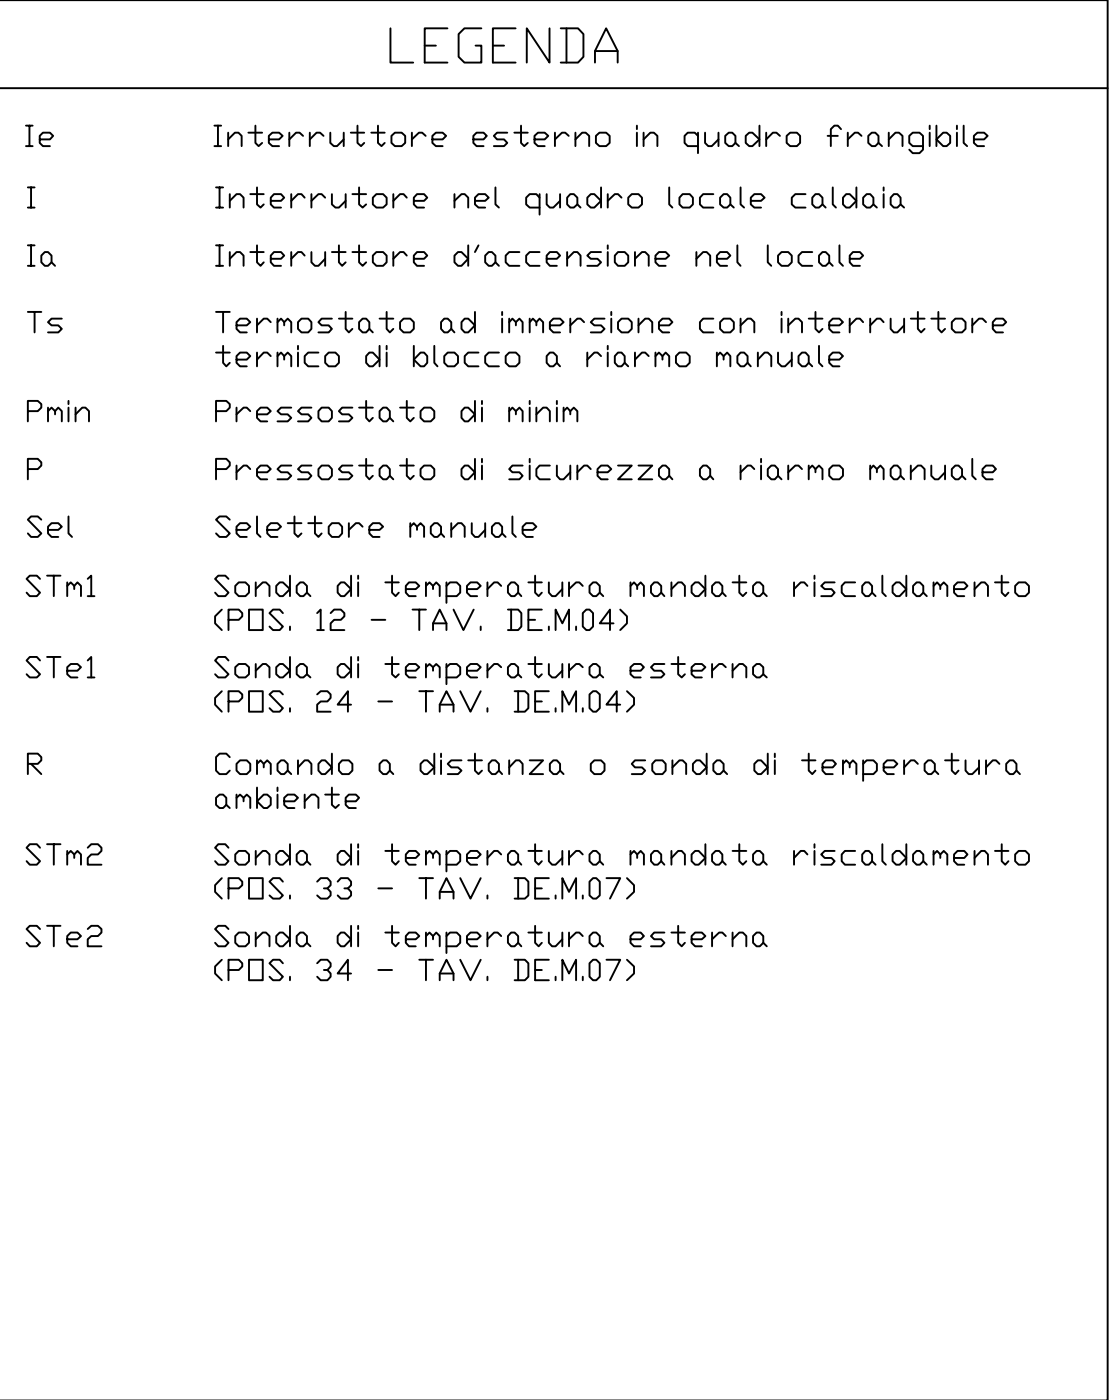 LEGENDA
Ie Interruttore esterno in quadro frangibile
I Interrutore nel quadro locale caldaia
Ia Interuttore d'accensione nel locale
Ts Termostato ad immersione con interruttore
termico di blocco a riarmo manuale
Pmin Pressostato di minim
P Pressostato di sicurezza a riarmo manuale
Sel Selettore manuale
STm1 Sonda di temperatura mandata riscaldamento
(POS. 12 - TAV. DE.M.04)
STe1 Sonda di temperatura esterna
(POS. 24 - TAV. DE.M.04)
R Comando a distanza o sonda di temperatura
ambiente
STm2 Sonda di temperatura mandata riscaldamento
(POS. 33 - TAV. DE.M.07)
STe2 Sonda di temperatura esterna
(POS. 34 - TAV. DE.M.07)